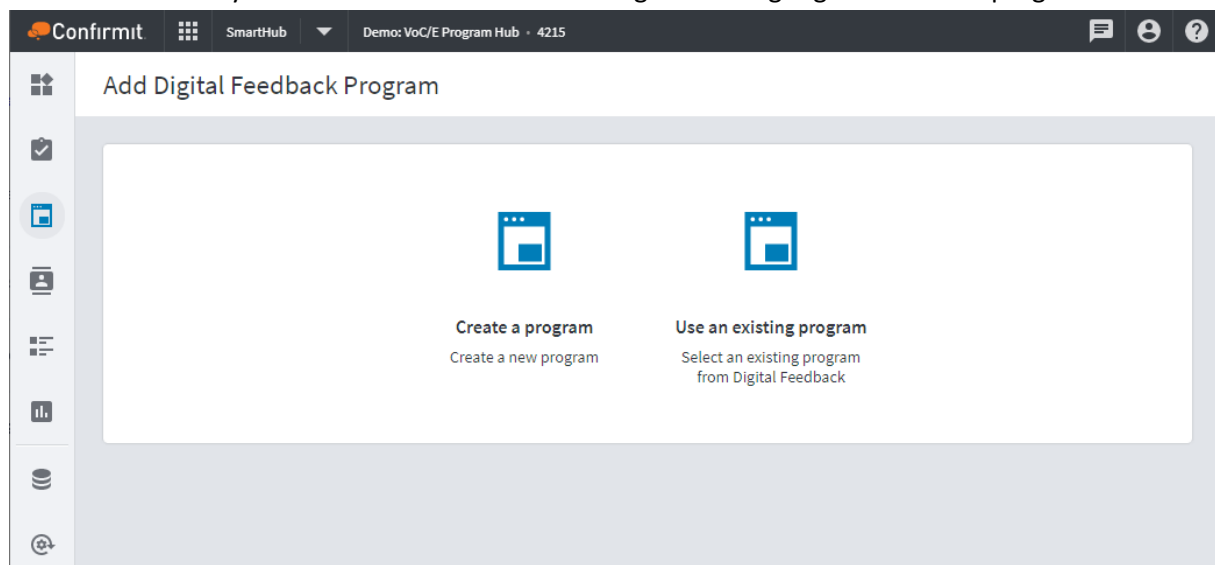 Confirmit. SmartHub Demo: VoC/E Program Hub • 4215
Add Digital Feedback Program
Create a program
Create a new program
Use an existing program
Select an existing program
from Digital Feedback